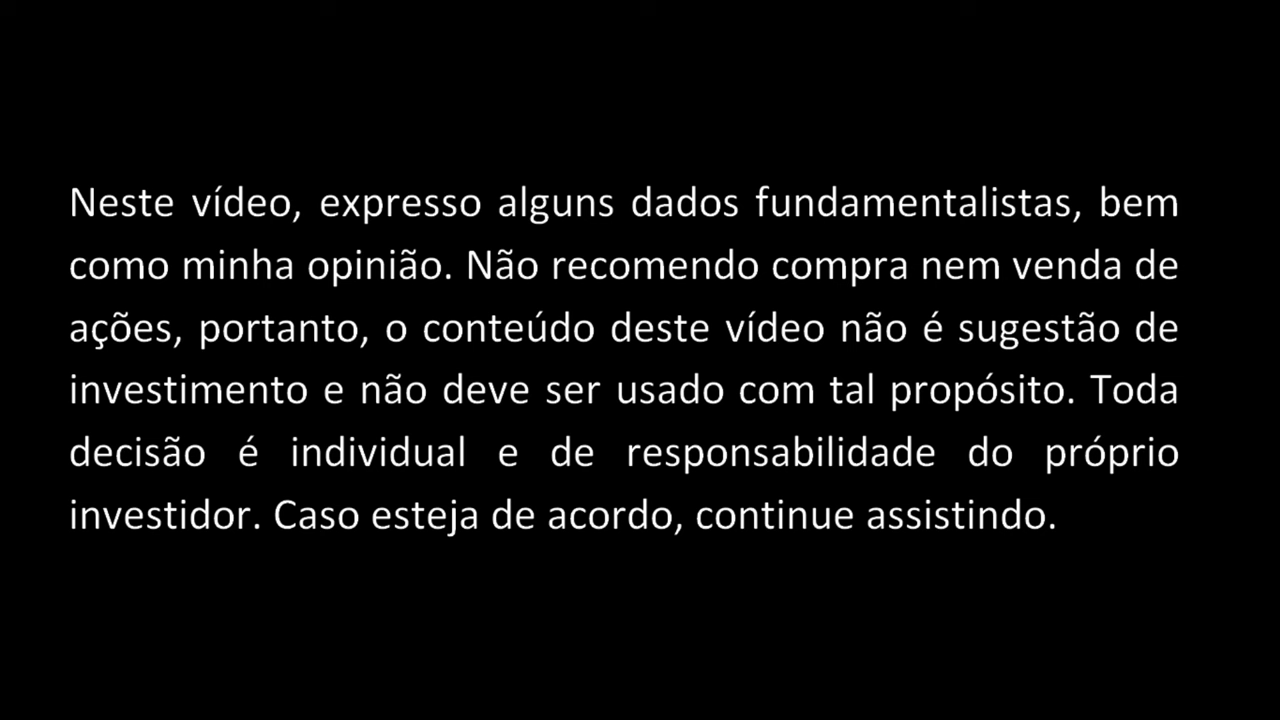 Neste vídeo, expresso alguns dados fundamentalistas, bem
como minha opinião. Não recomendo compra nem venda de
ações, portanto, o conteúdo deste vídeo não é sugestão de
investimento e não deve ser usado com tal propósito. Toda
decisão é individual e de responsabilidade do próprio
investidor. Caso esteja de acordo, continue assistindo.